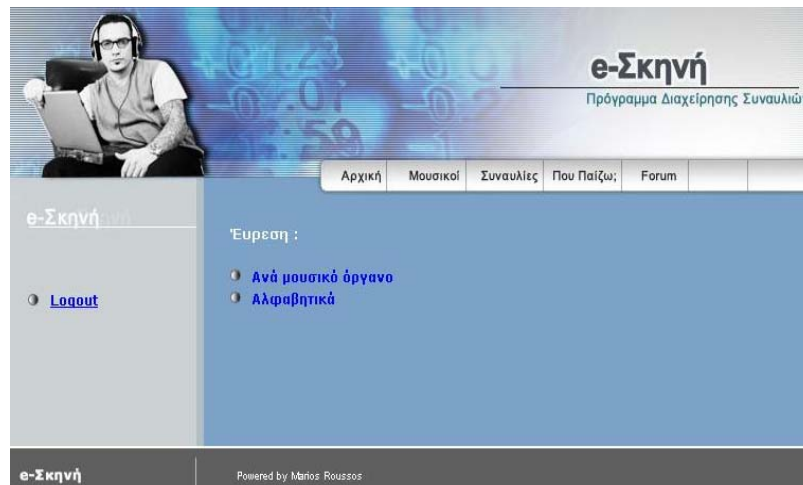 e-Σκηνή
Πρόγραμμα Διαχείρησης Συναυλιώ
Αρχική Μουσικοί Συναυλίες Που Παίζω; Forum
e-Σκηνή
Έυρεση :
Ανά μουσικό όργανο
Αλφαβητικά
Logout
e-Σκηνή Powered by Marios Roussos